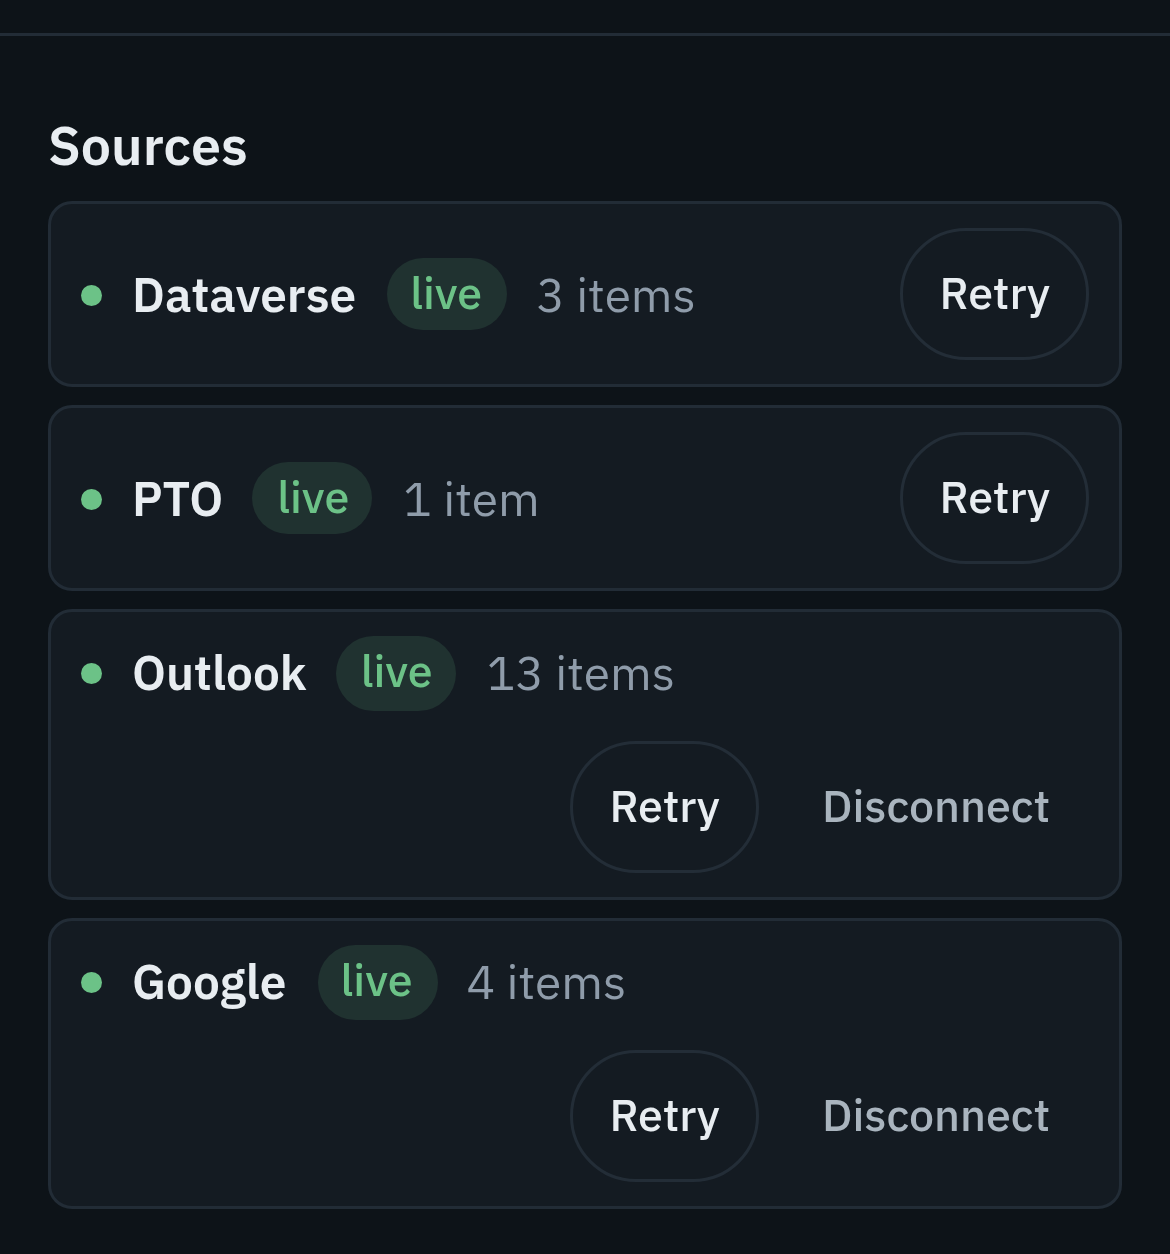 Sources
Dataverse live 3 items Retry
PTO live 1 item Retry
Outlook live 13 items
Retry Disconnect
Google live 4 items
Retry Disconnect